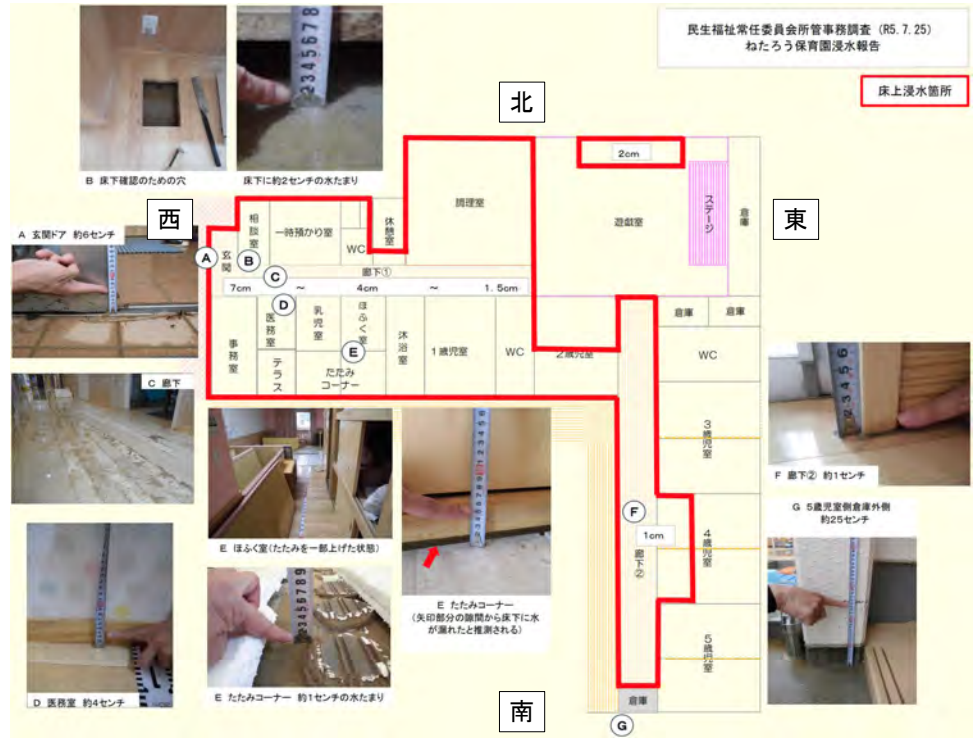 民生福祉常任委員会所管事務調査（R5.7.25）
ねたろう保育園浸水報告
床上浸水箇所
北
西
東
南
B 床下確認のための穴
床下に約2センチの水たまり
A 玄関ドア 約6センチ
C 廊下
D 医務室 約4センチ
E ほふく室（たたみを一部上げた状態）
E たたみコーナー 約1センチの水たまり
E たたみコーナー
（矢印部分の隙間から床下に水
が漏れたと推測される）
F 廊下② 約1センチ
G 5歳児室側倉庫外側
約25センチ
2cm
調理室
遊戯室
ステージ
倉庫
相談室
一時預かり室
WC
休憩室
玄関
A
B
C
廊下①
7cm ～ 4cm ～ 1.5cm
D
事務室
医務室
テラス
乳児室
ほふく室
E
たたみ
コーナー
沐浴室
1歳児室
WC
2歳児室
倉庫
倉庫
WC
3歳児室
F
1cm
4歳児室
廊下②
5歳児室
倉庫
G